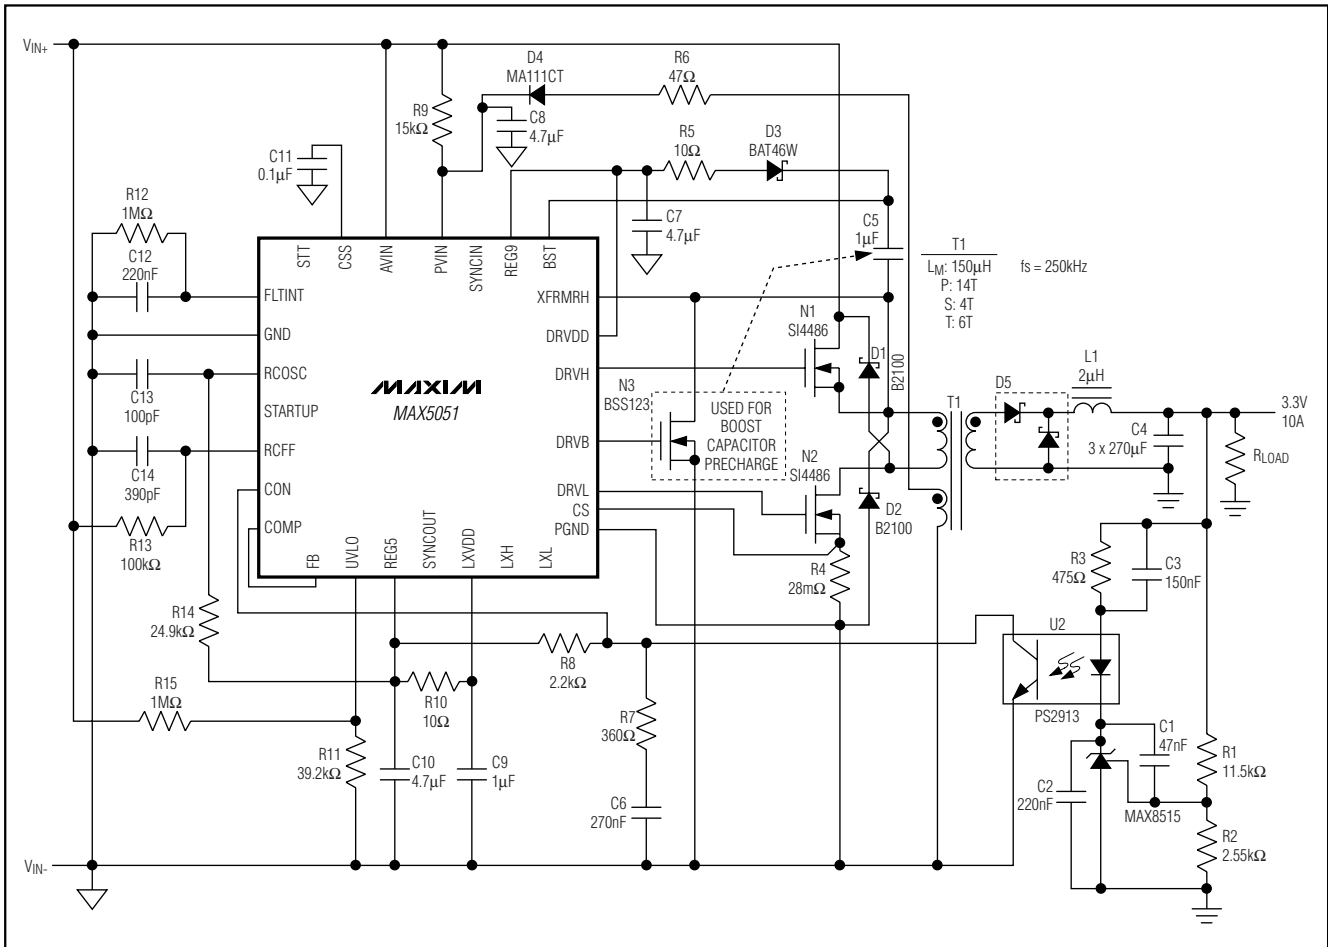 VIN+
D4
MA111CT
R6
47Ω
R9
15kΩ
C8
4.7µF
R5
10Ω
D3
BAT46W
C11
0.1µF
R12
1MΩ
C12
220nF
C7
4.7µF
C5
1µF
T1
LM: 150µH
P: 14T
S: 4T
T: 6T
fs = 250kHz
STT
CSS
AVIN
PVIN
SYNCIN
REG9
BST
FLTINT
GND
RCOSC
STARTUP
RCFF
CON
COMP
XFRMRH
DRVDD
DRVH
DRVB
DRVL
CS
PGND
MAXIM
MAX5051
FB
UVLO
REG5
SYNCOUT
LXVDD
LXH
LXL
C13
100pF
C14
390pF
R13
100kΩ
N3
BSS123
USED FOR
BOOST
CAPACITOR
PRECHARGE
N1
SI4486
D1
B2100
N2
SI4486
D2
B2100
R4
28mΩ
T1
D5
L1
2µH
C4
3 x 270µF
3.3V
10A
RLOAD
R3
475Ω
C3
150nF
R14
24.9kΩ
R8
2.2kΩ
U2
PS2913
R15
1MΩ
R10
10Ω
R7
360Ω
R11
39.2kΩ
C10
4.7µF
C9
1µF
C6
270nF
C1
47nF
C2
220nF
MAX8515
R1
11.5kΩ
R2
2.55kΩ
VIN-